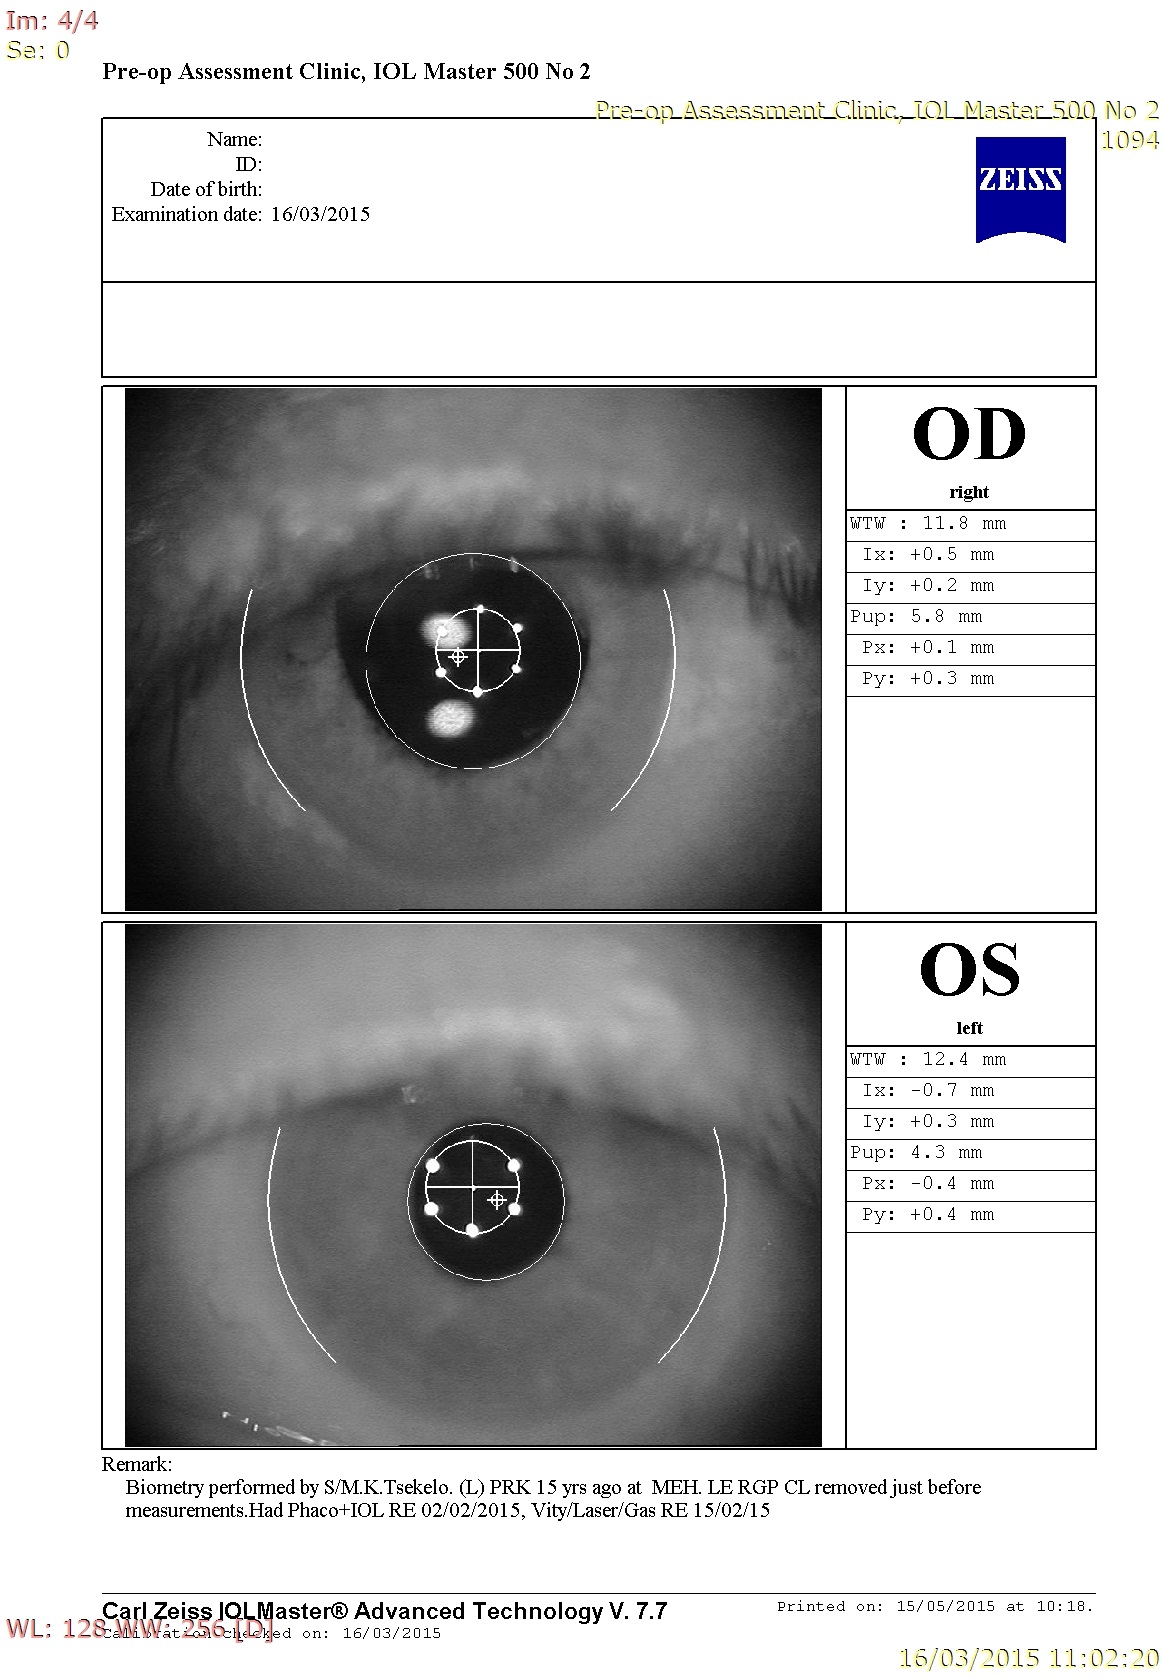 Im: 4/4
Se: 0
Pre-op Assessment Clinic, IOL Master 500 No 2
Pre-op Assessment Clinic, IOL Master 500 No 2
1094
Name:
ID:
Date of birth:
Examination date: 16/03/2015
ZEISS
OD
right
WTW : 11.8 mm
Ix: +0.5 mm
Iy: +0.2 mm
Pup: 5.8 mm
Px: +0.1 mm
Py: +0.3 mm
OS
left
WTW : 12.4 mm
Ix: -0.7 mm
Iy: +0.3 mm
Pup: 4.3 mm
Px: -0.4 mm
Py: +0.4 mm
Remark:
Biometry performed by S/M.K.Tsekelo. (L) PRK 15 yrs ago at MEH. LE RGP CL removed just before
measurements.Had Phaco+IOL RE 02/02/2015, Vity/Laser/Gas RE 15/02/15
Carl Zeiss IOLMaster® Advanced Technology V. 7.7
Printed on: 15/05/2015 at 10:18.
WL: 128 WW: 256 [D]
Calibration checked on: 16/03/2015
16/03/2015 11:02:20